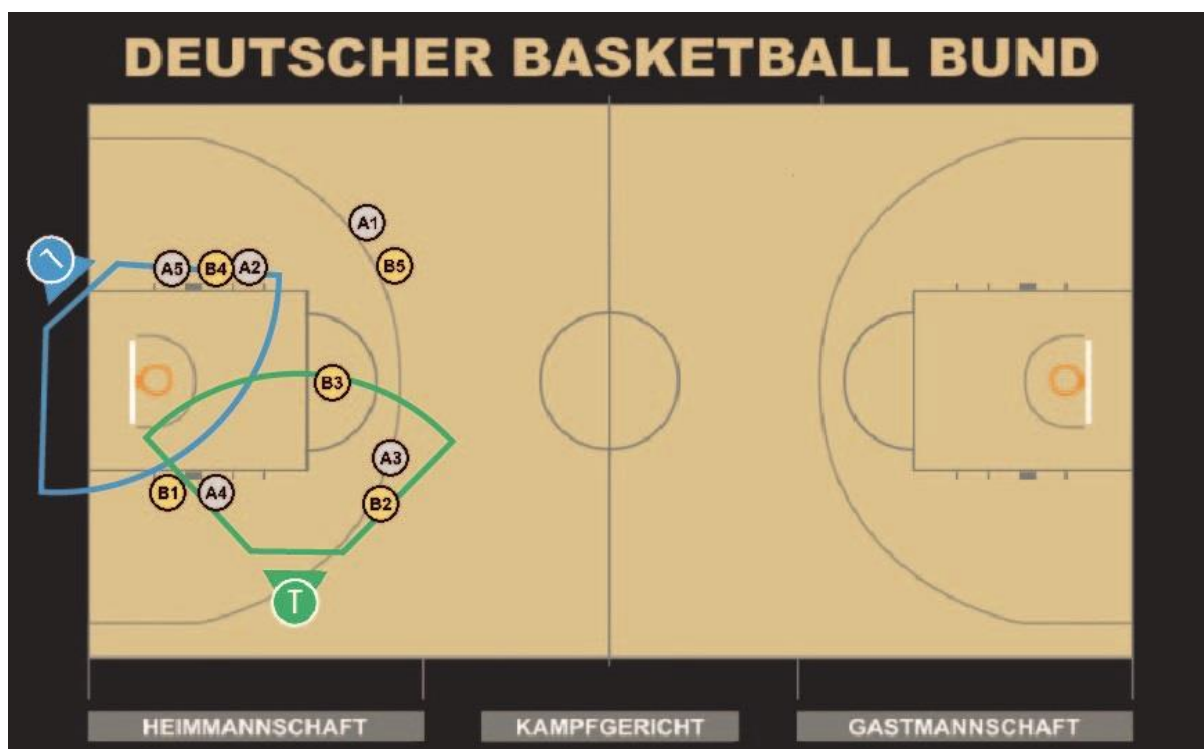 DEUTSCHER BASKETBALL BUND
A1
A5 B4 A2 B5
B3
A3
B1 A4 B2
T
HEIMMANNSCHAFT KAMPFGERICHT GASTMANNSCHAFT